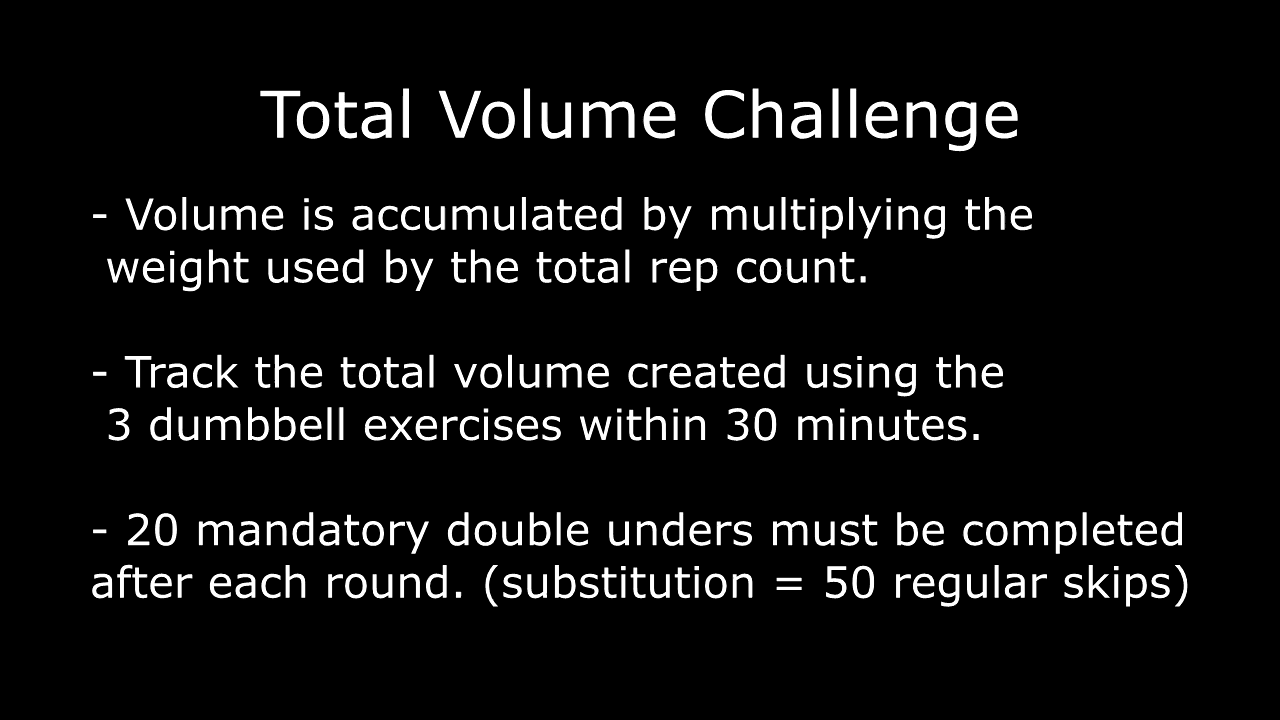 Total Volume Challenge
- Volume is accumulated by multiplying the
weight used by the total rep count.
- Track the total volume created using the
3 dumbbell exercises within 30 minutes.
- 20 mandatory double unders must be completed
after each round. (substitution = 50 regular skips)